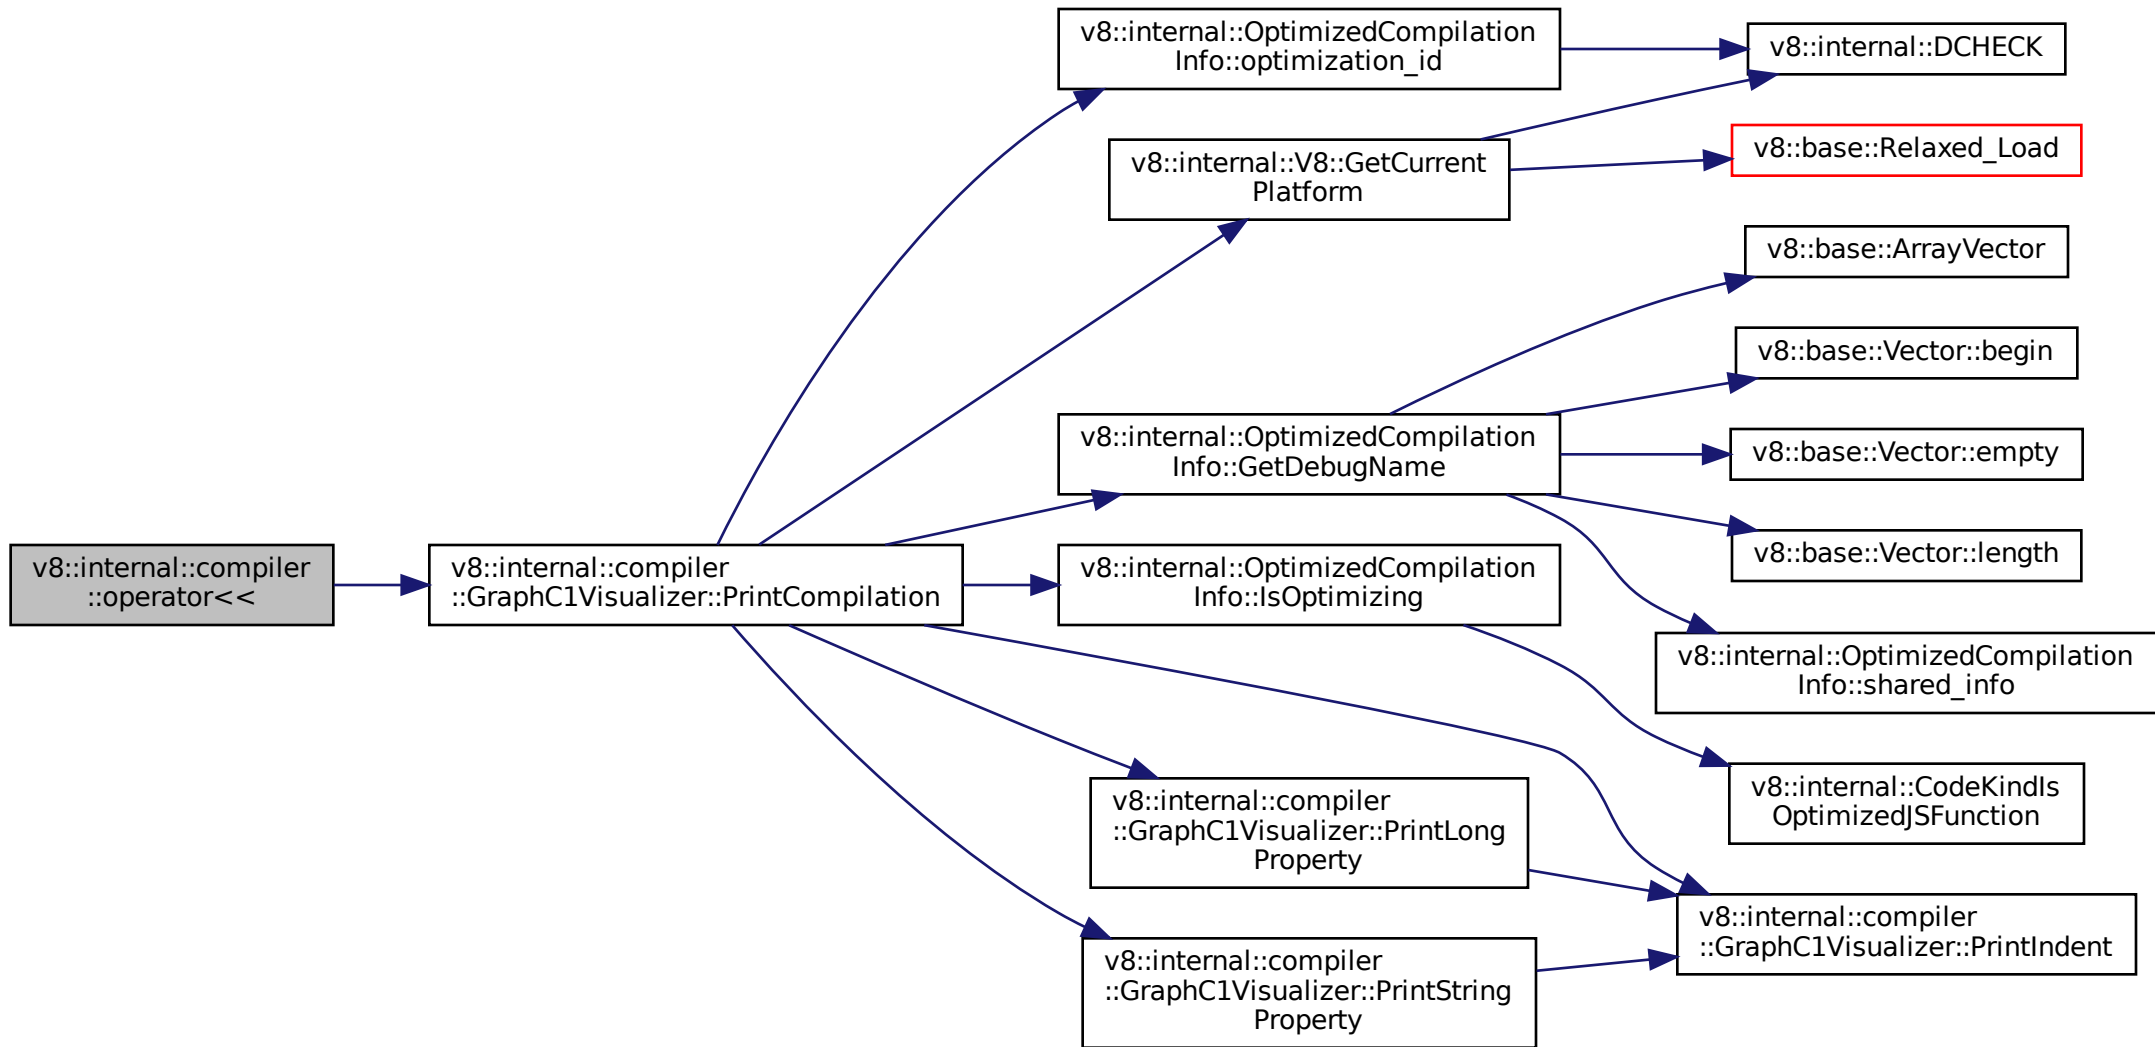 v8::internal::compiler
::operator<<
v8::internal::compiler
::GraphC1Visualizer::PrintCompilation
v8::internal::OptimizedCompilation
Info::optimization_id
v8::internal::V8::GetCurrent
Platform
v8::internal::OptimizedCompilation
Info::GetDebugName
v8::internal::OptimizedCompilation
Info::IsOptimizing
v8::internal::compiler
::GraphC1Visualizer::PrintLong
Property
v8::internal::compiler
::GraphC1Visualizer::PrintString
Property
v8::internal::DCHECK
v8::base::Relaxed_Load
v8::base::ArrayVector
v8::base::Vector::begin
v8::base::Vector::empty
v8::base::Vector::length
v8::internal::OptimizedCompilation
Info::shared_info
v8::internal::CodeKindIs
OptimizedJSFunction
v8::internal::compiler
::GraphC1Visualizer::PrintIndent